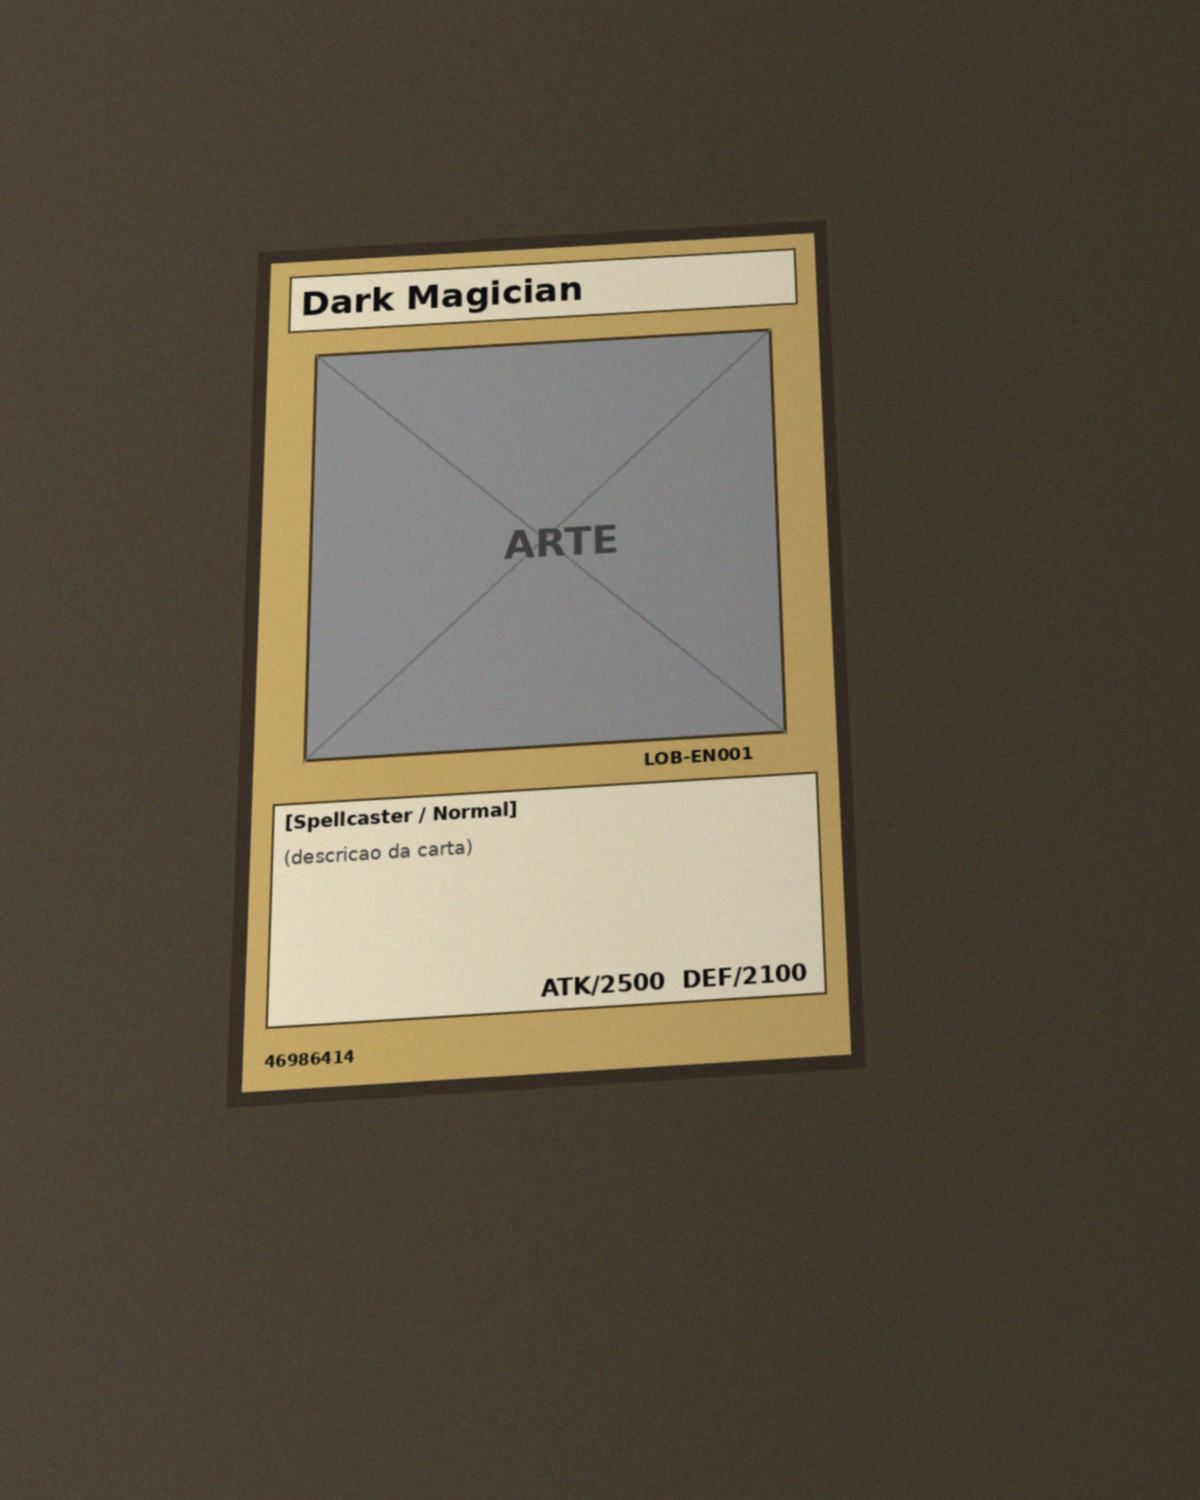 Dark Magician
ARTE
LOB-EN001
[Spellcaster / Normal]
(descricao da carta)
ATK/2500 DEF/2100
46986414